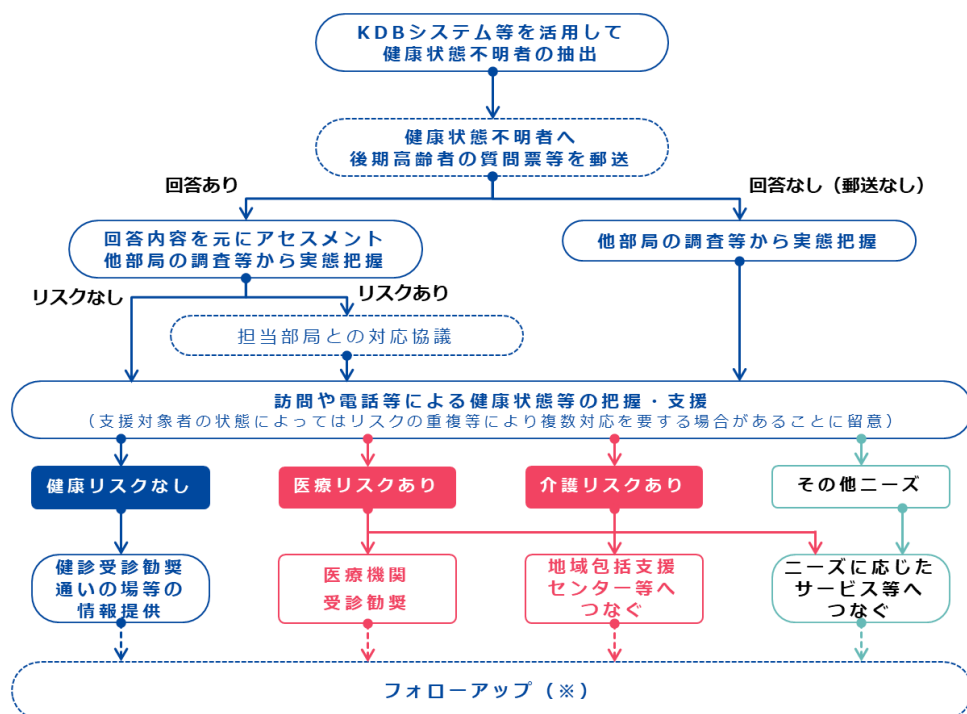 KDBシステム等を活用して
健康状態不明者の抽出
健康状態不明者へ
後期高齢者の質問票等を郵送
回答あり
回答なし（郵送なし）
回答内容を元にアセスメント
他部局の調査等から実態把握
他部局の調査等から実態把握
リスクなし
リスクあり
担当部局との対応協議
訪問や電話等による健康状態等の把握・支援
（支援対象者の状態によってはリスクの重複等により複数対応を要する場合があることに留意）
健康リスクなし
医療リスクあり
介護リスクあり
その他ニーズ
健診受診勧奨
通いの場等の
情報提供
医療機関
受診勧奨
地域包括支援
センター等へ
つなぐ
ニーズに応じた
サービス等へ
つなぐ
フォローアップ（※）